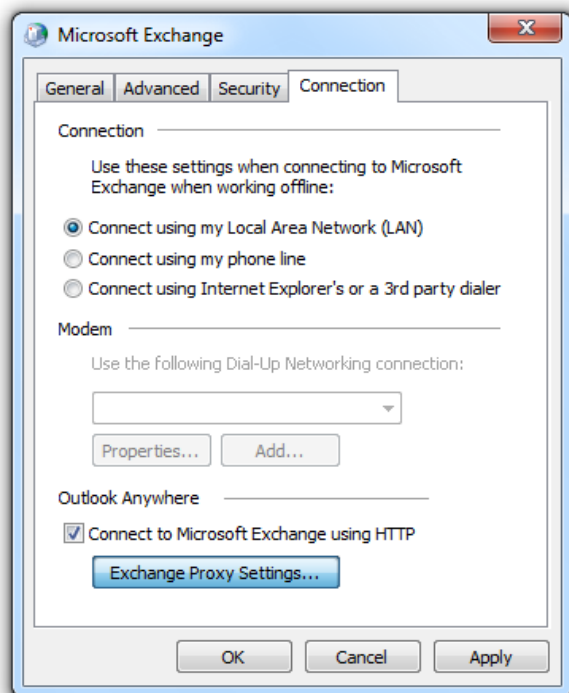 Microsoft Exchange
General
Advanced
Security
Connection
Connection
Use these settings when connecting to Microsoft
Exchange when working offline:
Connect using my Local Area Network (LAN)
Connect using my phone line
Connect using Internet Explorer's or a 3rd party dialer
Modem
Use the following Dial-Up Networking connection:
Properties...
Add...
Outlook Anywhere
Connect to Microsoft Exchange using HTTP
Exchange Proxy Settings...
OK
Cancel
Apply